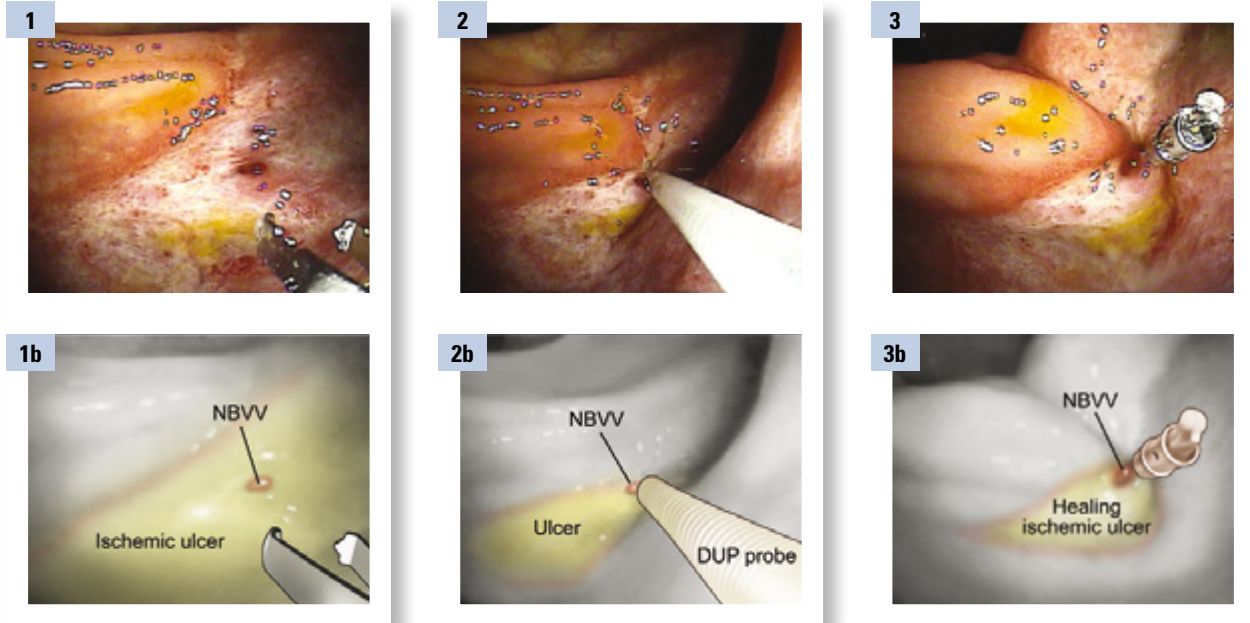 1
2
3
1b
NBVV
Ischemic ulcer
2b
NBVV
Ulcer
DUP probe
3b
NBVV
Healing
ischemic ulcer